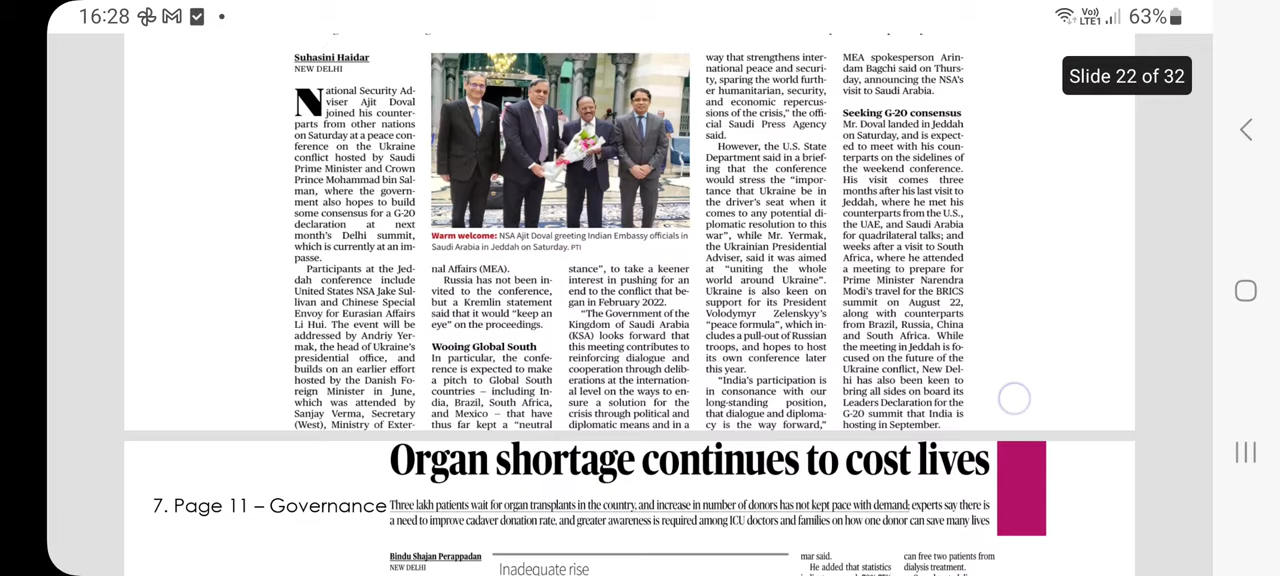 16:28
Vo))
LTE1
63%
Slide 22 of 32
Suhasini Haidar
NEW DELHI
National Security Ad-
viser Ajit Doval
joined his counter-
parts from other nations
on Saturday at a peace con-
ference on the Ukraine
conflict hosted by Saudi
Prime Minister and Crown
Prince Mohammad bin Sal-
man, where the govern-
ment also hopes to build
some consensus for a G-20
declaration at next
month's Delhi summit,
which is currently at an im-
passe.
Participants at the Jed-
dah conference include
United States NSA Jake Sul-
livan and Chinese Special
Envoy for Eurasian Affairs
Li Hui. The event will be
addressed by Andriy Yer-
mak, the head of Ukraine's
presidential office, and
builds on an earlier effort
hosted by the Danish Fo-
reign Minister in June,
which was attended by
Sanjay Verma, Secretary
(West), Ministry of Exter-
Warm welcome: NSA Ajit Doval greeting Indian Embassy officials in
Saudi Arabia in Jeddah on Saturday. PTI
nal Affairs (MEA).
Russia has not been in-
vited to the conference,
but a Kremlin statement
said that it would "keep an
eye" on the proceedings.
Wooing Global South
In particular, the confe-
rence is expected to make
a pitch to Global South
countries – including In-
dia, Brazil, South Africa,
and Mexico – that have
thus far kept a "neutral
stance", to take a keener
interest in pushing for an
end to the conflict that be-
gan in February 2022.
"The Government of the
Kingdom of Saudi Arabia
(KSA) looks forward that
this meeting contributes to
reinforcing dialogue and
cooperation through delib-
erations at the internation-
al level on the ways to en-
sure a solution for the
crisis through political and
diplomatic means and in a
way that strengthens inter-
national peace and securi-
ty, sparing the world furth-
er humanitarian, security,
and economic repercus-
sions of the crisis," the offi-
cial Saudi Press Agency
said.
However, the U.S. State
Department said in a brief-
ing that the conference
would stress the "impor-
tance that Ukraine be in
the driver's seat when it
comes to any potential di-
plomatic resolution to this
war", while Mr. Yermak,
the Ukrainian Presidential
Adviser, said it was aimed
at "uniting the whole
world around Ukraine".
Ukraine is also keen on
support for its President
Volodymyr Zelenskyy's
"peace formula", which in-
cludes a pull-out of Russian
troops, and hopes to host
its own conference later
this year.
"India's participation is
in consonance with our
long-standing position,
that dialogue and diploma-
cy is the way forward,"
MEA spokesperson Arin-
dam Bagchi said on Thurs-
day, announcing the NSA's
visit to Saudi Arabia.
Seeking G-20 consensus
Mr. Doval landed in Jeddah
on Saturday, and is expect-
ed to meet with his coun-
terparts on the sidelines of
the weekend conference.
His visit comes three
months after his last visit to
Jeddah, where he met his
counterparts from the U.S.,
the UAE, and Saudi Arabia
for quadrilateral talks; and
weeks after a visit to South
Africa, where he attended
a meeting to prepare for
Prime Minister Narendra
Modi's travel for the BRICS
summit on August 22,
along with counterparts
from Brazil, Russia, China
and South Africa. While
the meeting in Jeddah is fo-
cused on the future of the
Ukraine conflict, New Del-
hi has also been keen to
bring all sides on board its
Leaders Declaration for the
G-20 summit that India is
hosting in September.
Organ shortage continues to cost lives
7. Page 11 – Governance
Three lakh patients wait for organ transplants in the country, and increase in number of donors has not kept pace with demand; experts say there is
a need to improve cadaver donation rate, and greater awareness is required among ICU doctors and families on how one donor can save many lives
Bindu Shajan Perappadan
NEW DELHI
Inadequate rise
mar said.
He added that statistics
can free two patients from
dialysis treatment.